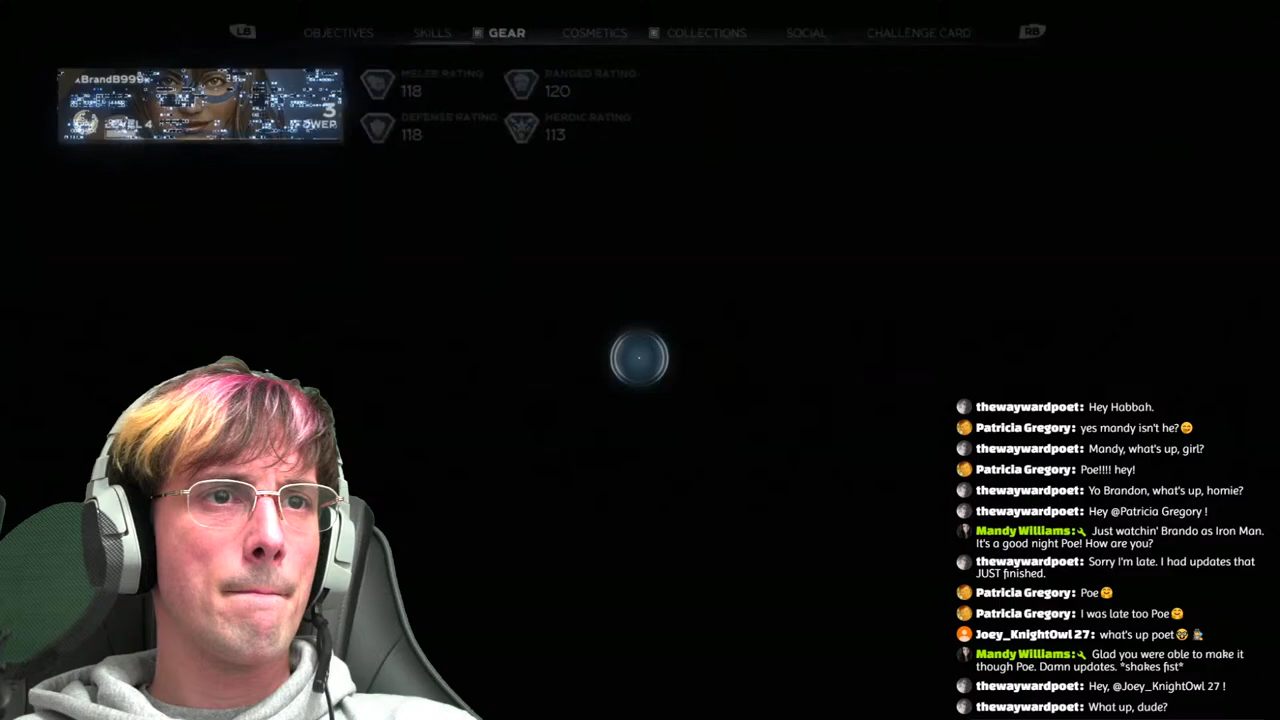 LB OBJECTIVES SKILLS GEAR COSMETICS COLLECTIONS SOCIAL CHALLENGE CARD RB
BrandB999
LEVEL 4
3
POWER
MELEE RATING
118
RANGED RATING
120
DEFENSE RATING
118
HEROIC RATING
113
thewaywardpoet: Hey Habbah.
Patricia Gregory: yes mandy isn't he?😊
thewaywardpoet: Mandy, what's up, girl?
Patricia Gregory: Poe!!!! hey!
thewaywardpoet: Yo Brandon, what's up, homie?
thewaywardpoet: Hey @Patricia Gregory !
Mandy Williams: Just watchin' Brando as Iron Man.
It's a good night Poe! How are you?
thewaywardpoet: Sorry I'm late. I had updates that
JUST finished.
Patricia Gregory: Poe🤗
Patricia Gregory: I was late too Poe🤗
Joey_KnightOwl 27: what's up poet
Mandy Williams: Glad you were able to make it
though Poe. Damn updates. *shakes fist*
thewaywardpoet: Hey, @Joey_KnightOwl 27 !
thewaywardpoet: What up, dude?